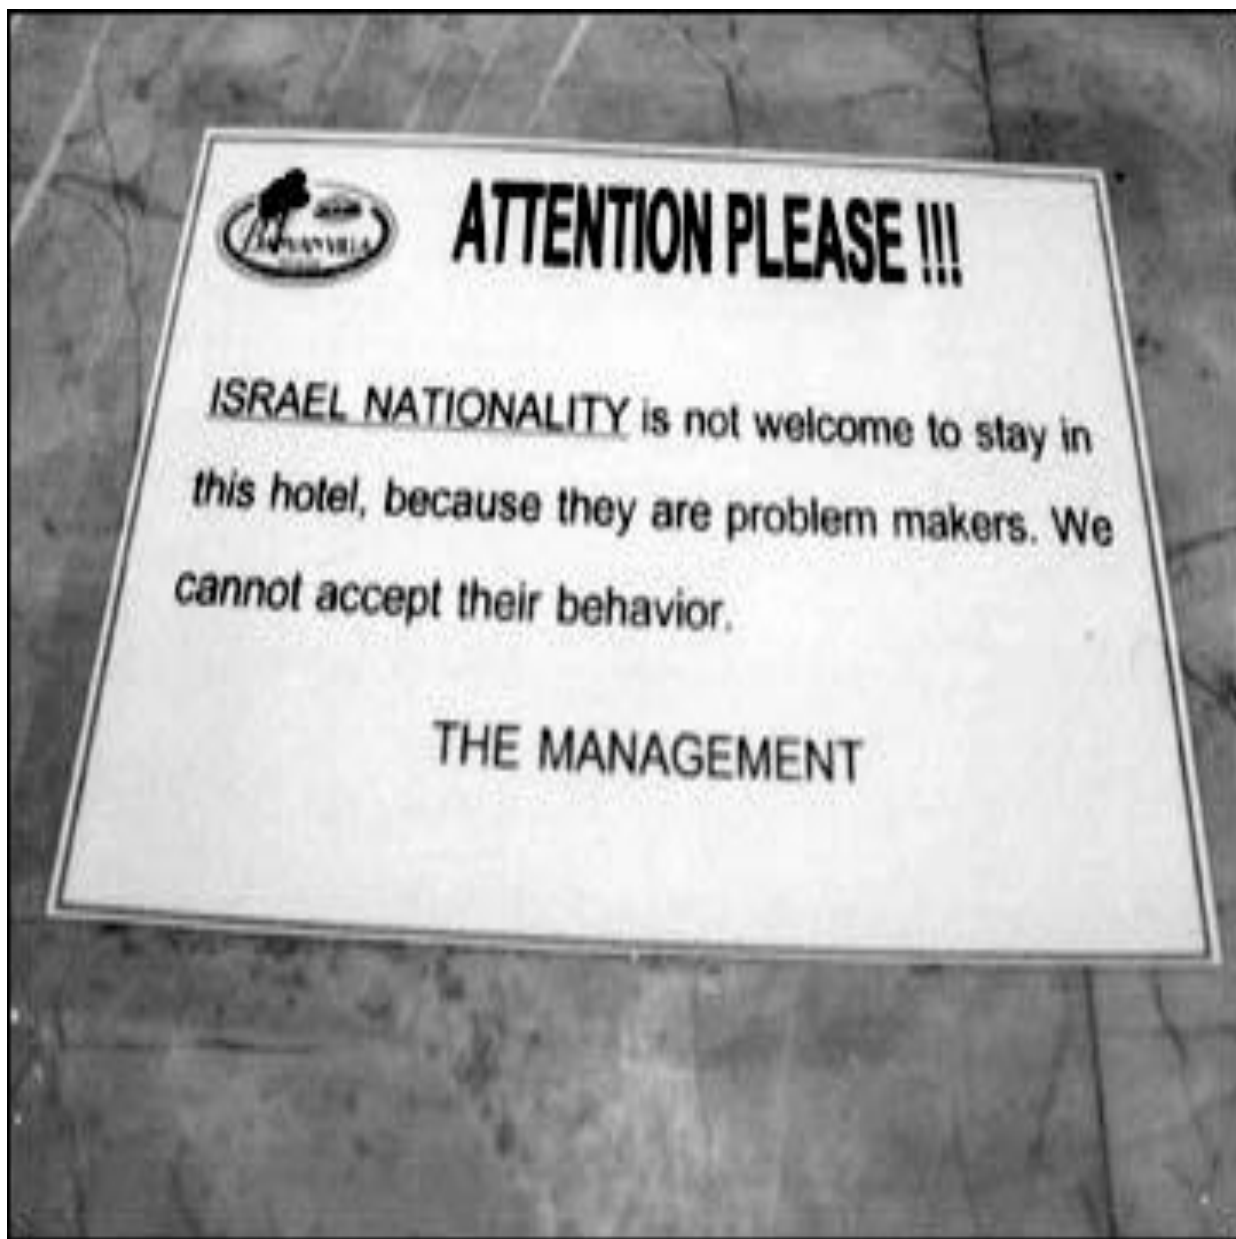 ATTENTION PLEASE !!!
ISRAEL NATIONALITY is not welcome to stay in
this hotel, because they are problem makers. We
cannot accept their behavior.
THE MANAGEMENT